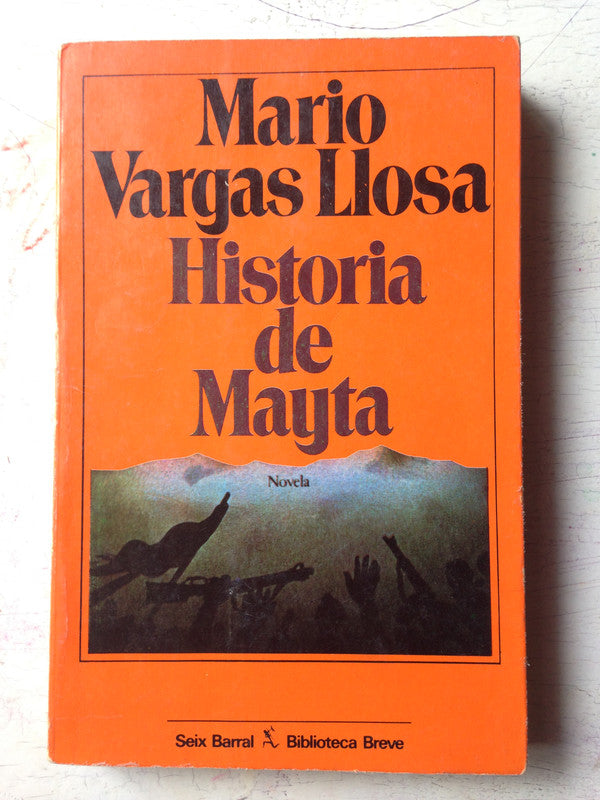 Mario
Vargas Llosa
Historia
de
Mayta
Novela
Seix Barral Biblioteca Breve